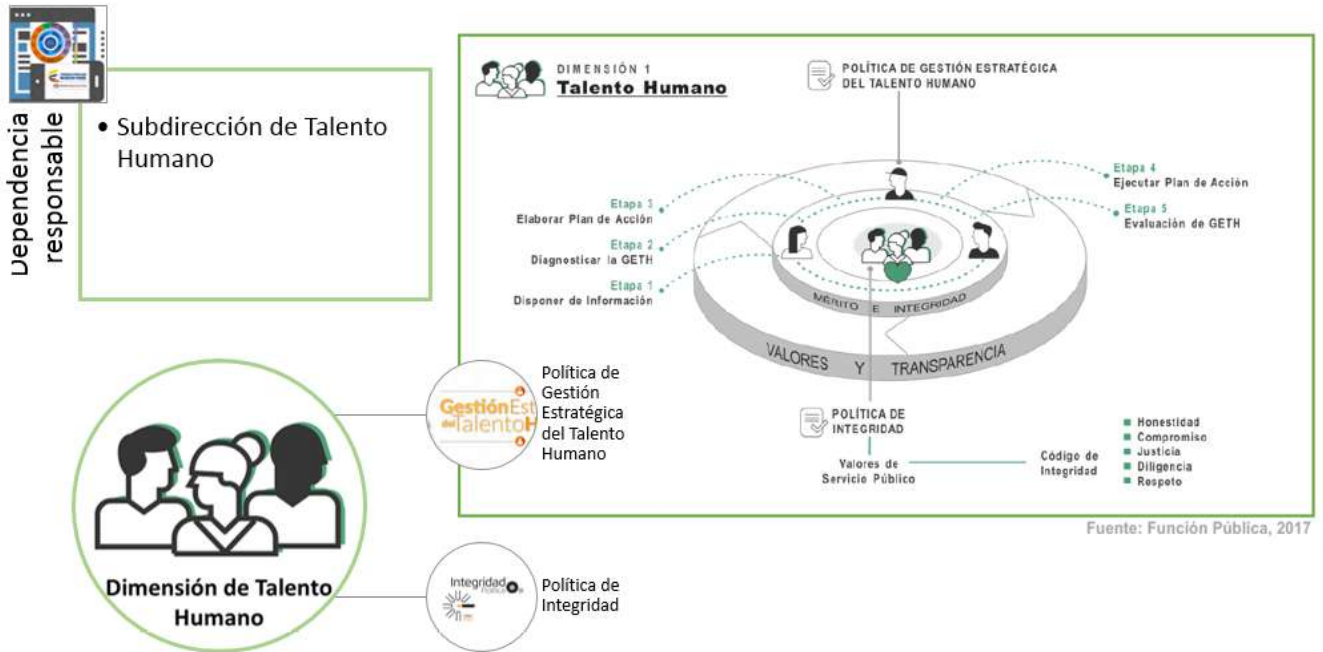 Dependencia
responsable
• Subdirección de Talento
Humano
DIMENSIÓN 1
Talento Humano
POLÍTICA DE GESTIÓN ESTRATÉGICA
DEL TALENTO HUMANO
Etapa 3
Elaborar Plan de Acción
Etapa 2
Diagnosticar la GETH
Etapa 1
Disponer de Información
Etapa 4
Ejecutar Plan de Acción
Etapa 5
Evaluación de GETH
MÉRITO E INTEGRIDAD
VALORES Y TRANSPARENCIA
POLÍTICA DE
INTEGRIDAD
Valores de
Servicio Público
Código de
Integridad
Honestidad
Compromiso
Justicia
Diligencia
Respeto
Fuente: Función Pública, 2017
Dimensión de Talento
Humano
GestiónEst
delTalentoH
Política de
Gestión
Estratégica
del Talento
Humano
Integridad
Política de
Integridad